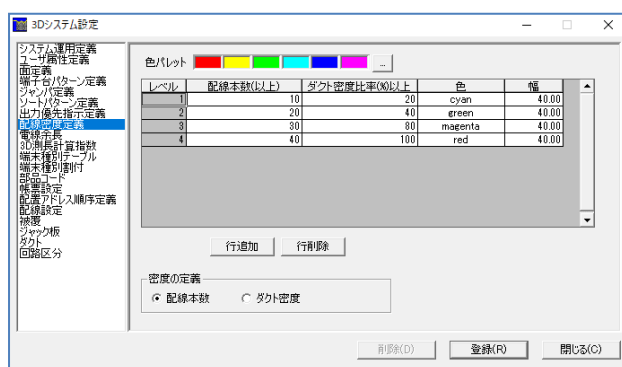 3Dシステム設定
システム運用定義
ユーザ属性定義
面定義
端子台パターン定義
ジャンパ定義
ソートパターン定義
出力優先指示定義
配線密度定義
電線余長
3D測長計算指数
端末種別テーブル
端末種別割付
部品コード
帳票設定
配置アドレス順序定義
配線設定
被覆
ジャック板
ダクト
回路区分
色パレット ...
レベル 配線本数(以上) ダクト密度比率(%)以上 色 幅
1 10 20 cyan 40.00
2 20 40 green 40.00
3 30 80 magenta 40.00
4 40 100 red 40.00
行追加 行削除
密度の定義
配線本数 ダクト密度
削除(D) 登録(R) 閉じる(C)